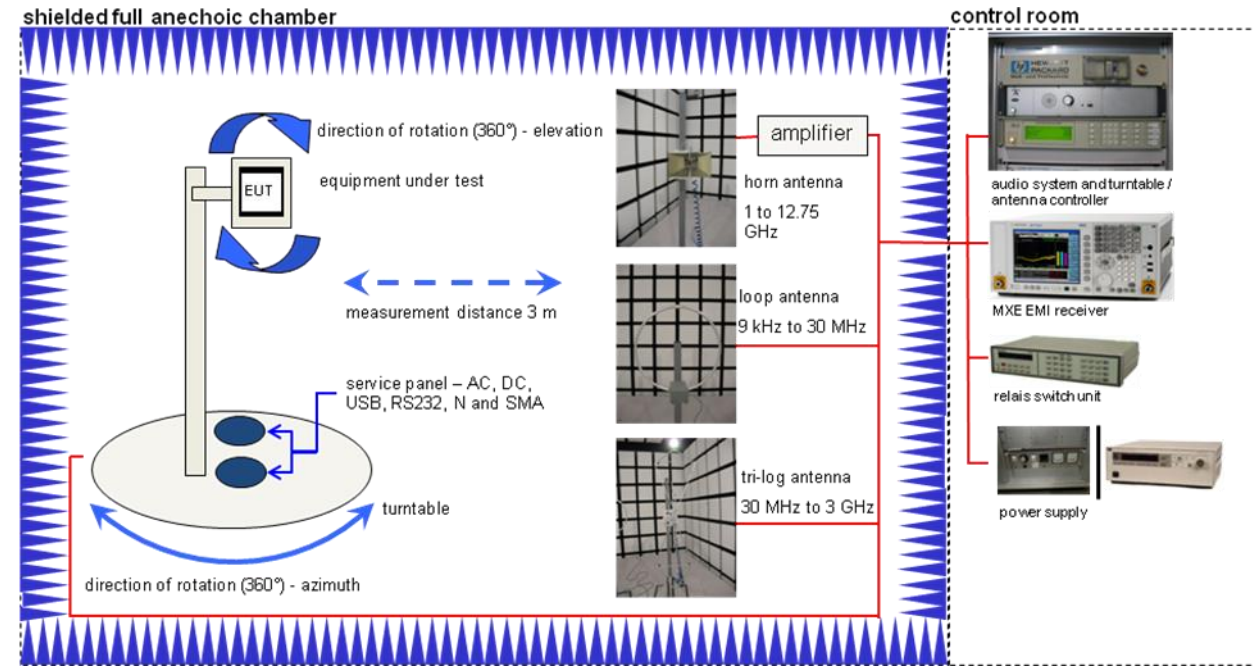 shielded full anechoic chamber
control room
direction of rotation (360°) - elevation
EUT
equipment under test
measurement distance 3 m
service panel – AC, DC,
USB, RS232, N and SMA
turntable
direction of rotation (360°) - azimuth
amplifier
horn antenna
1 to 12.75
GHz
loop antenna
9 kHz to 30 MHz
tri-log antenna
30 MHz to 3 GHz
HEWLETT
PACKARD
audio system and turntable /
antenna controller
MXE EMI receiver
relais switch unit
power supply